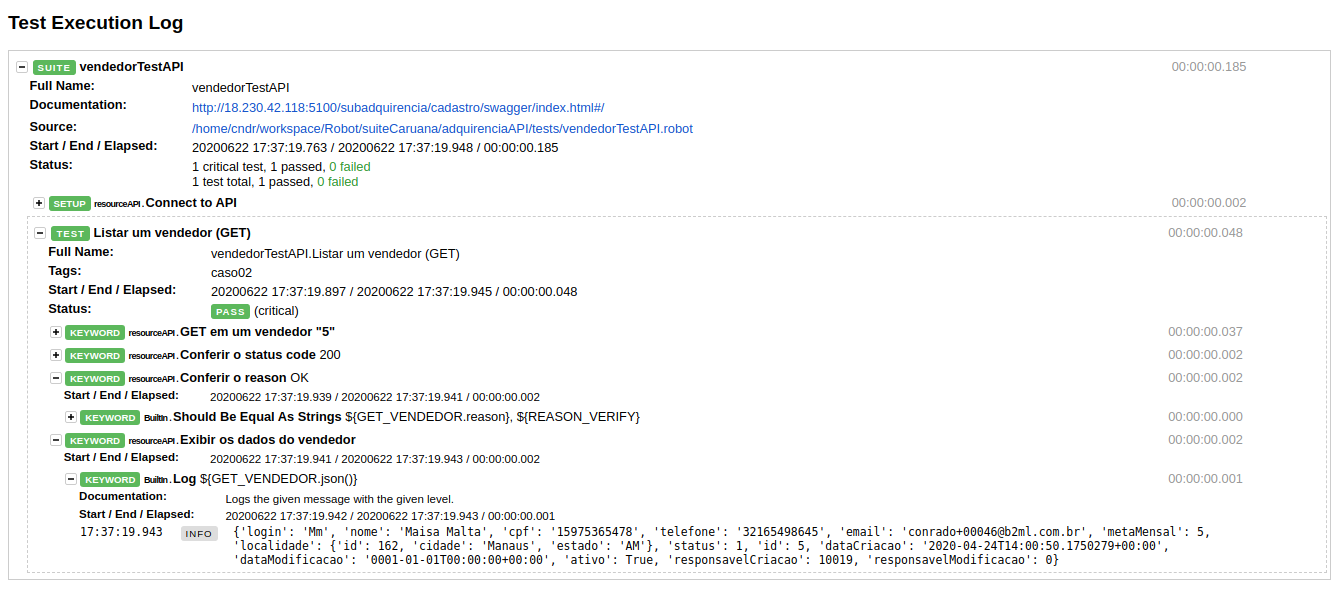 Test Execution Log
SUITE vendedorTestAPI 00:00:00.185
Full Name: vendedorTestAPI
Documentation: http://18.230.42.118:5100/subadquirencia/cadastro/swagger/index.html#/
Source: /home/cndr/workspace/Robot/suiteCaruana/adquirenciaAPI/tests/vendedorTestAPI.robot
Start / End / Elapsed: 20200622 17:37:19.763 / 20200622 17:37:19.948 / 00:00:00.185
Status: 1 critical test, 1 passed, 0 failed
1 test total, 1 passed, 0 failed
SETUP resourceAPI. Connect to API 00:00:00.002
TEST Listar um vendedor (GET) 00:00:00.048
Full Name: vendedorTestAPI.Listar um vendedor (GET)
Tags: caso02
Start / End / Elapsed: 20200622 17:37:19.897 / 20200622 17:37:19.945 / 00:00:00.048
Status: PASS (critical)
KEYWORD resourceAPI. GET em um vendedor "5" 00:00:00.037
KEYWORD resourceAPI. Conferir o status code 200 00:00:00.002
KEYWORD resourceAPI. Conferir o reason OK 00:00:00.002
Start / End / Elapsed: 20200622 17:37:19.939 / 20200622 17:37:19.941 / 00:00:00.002
KEYWORD BuiltIn. Should Be Equal As Strings ${GET_VENDEDOR.reason}, ${REASON_VERIFY} 00:00:00.000
KEYWORD resourceAPI. Exibir os dados do vendedor 00:00:00.002
Start / End / Elapsed: 20200622 17:37:19.941 / 20200622 17:37:19.943 / 00:00:00.002
KEYWORD BuiltIn. Log ${GET_VENDEDOR.json()} 00:00:00.001
Documentation: Logs the given message with the given level.
Start / End / Elapsed: 20200622 17:37:19.942 / 20200622 17:37:19.943 / 00:00:00.001
17:37:19.943 INFO {'login': 'Mm', 'nome': 'Maisa Malta', 'cpf': '15975365478', 'telefone': '32165498645', 'email': 'conrado+00046@b2ml.com.br', 'metaMensal': 5,
'localidade': {'id': 162, 'cidade': 'Manaus', 'estado': 'AM'}, 'status': 1, 'id': 5, 'dataCriacao': '2020-04-24T14:00:50.1750279+00:00',
'dataModificacao': '0001-01-01T00:00:00+00:00', 'ativo': True, 'responsavelCriacao': 10019, 'responsavelModificacao': 0}